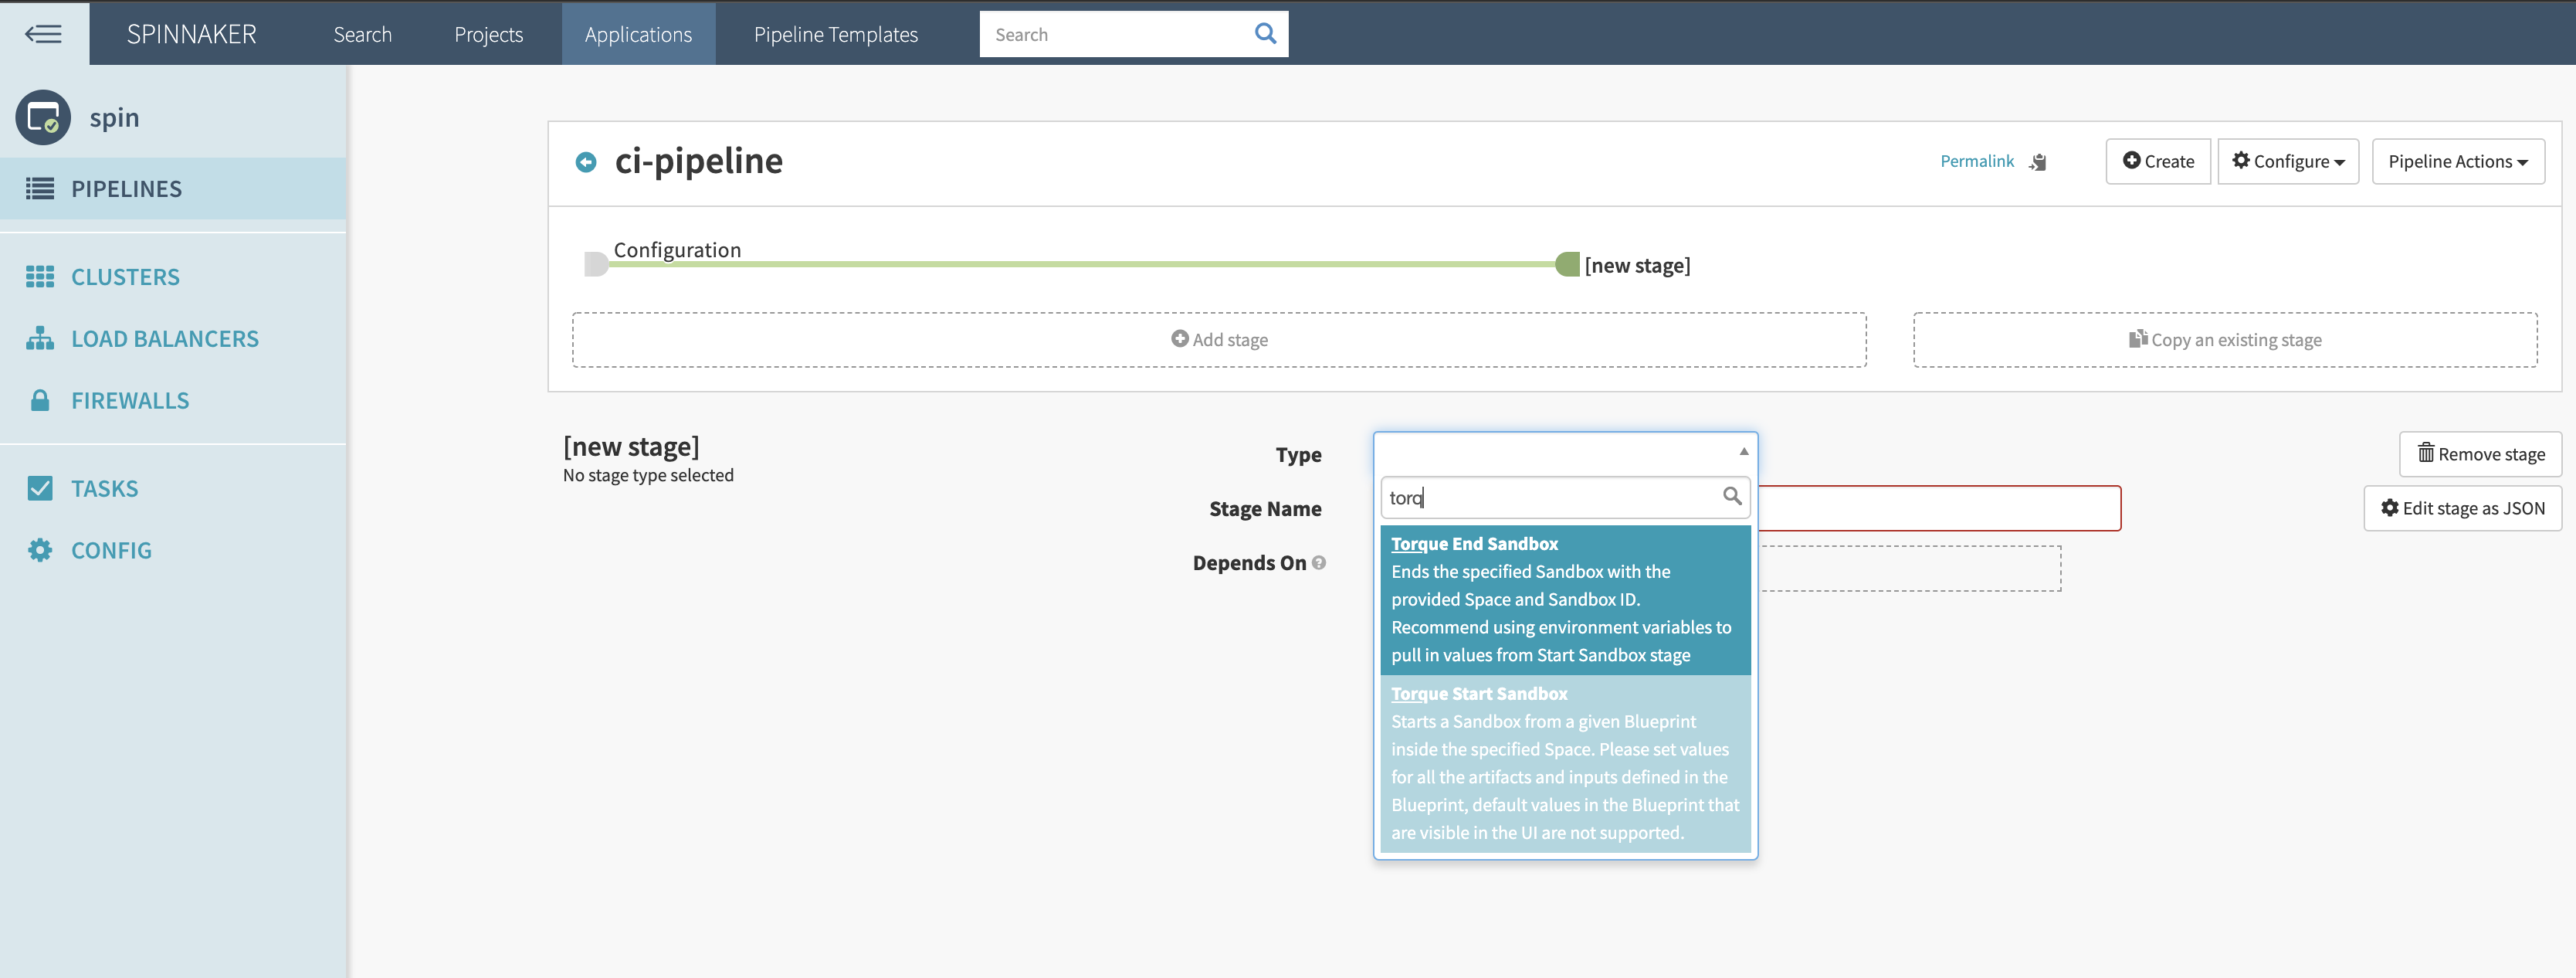 SPINNAKER Search Projects Applications Pipeline Templates Search
spin
PIPELINES
CLUSTERS
LOAD BALANCERS
FIREWALLS
TASKS
CONFIG
ci-pipeline Permalink Create Configure Pipeline Actions
Configuration
[new stage]
Add stage Copy an existing stage
[new stage]
No stage type selected
Type
Stage Name
Depends On ?
torq
Torque End Sandbox
Ends the specified Sandbox with the
provided Space and Sandbox ID.
Recommend using environment variables to
pull in values from Start Sandbox stage
Torque Start Sandbox
Starts a Sandbox from a given Blueprint
inside the specified Space. Please set values
for all the artifacts and inputs defined in the
Blueprint, default values in the Blueprint that
are visible in the UI are not supported.
Remove stage
Edit stage as JSON